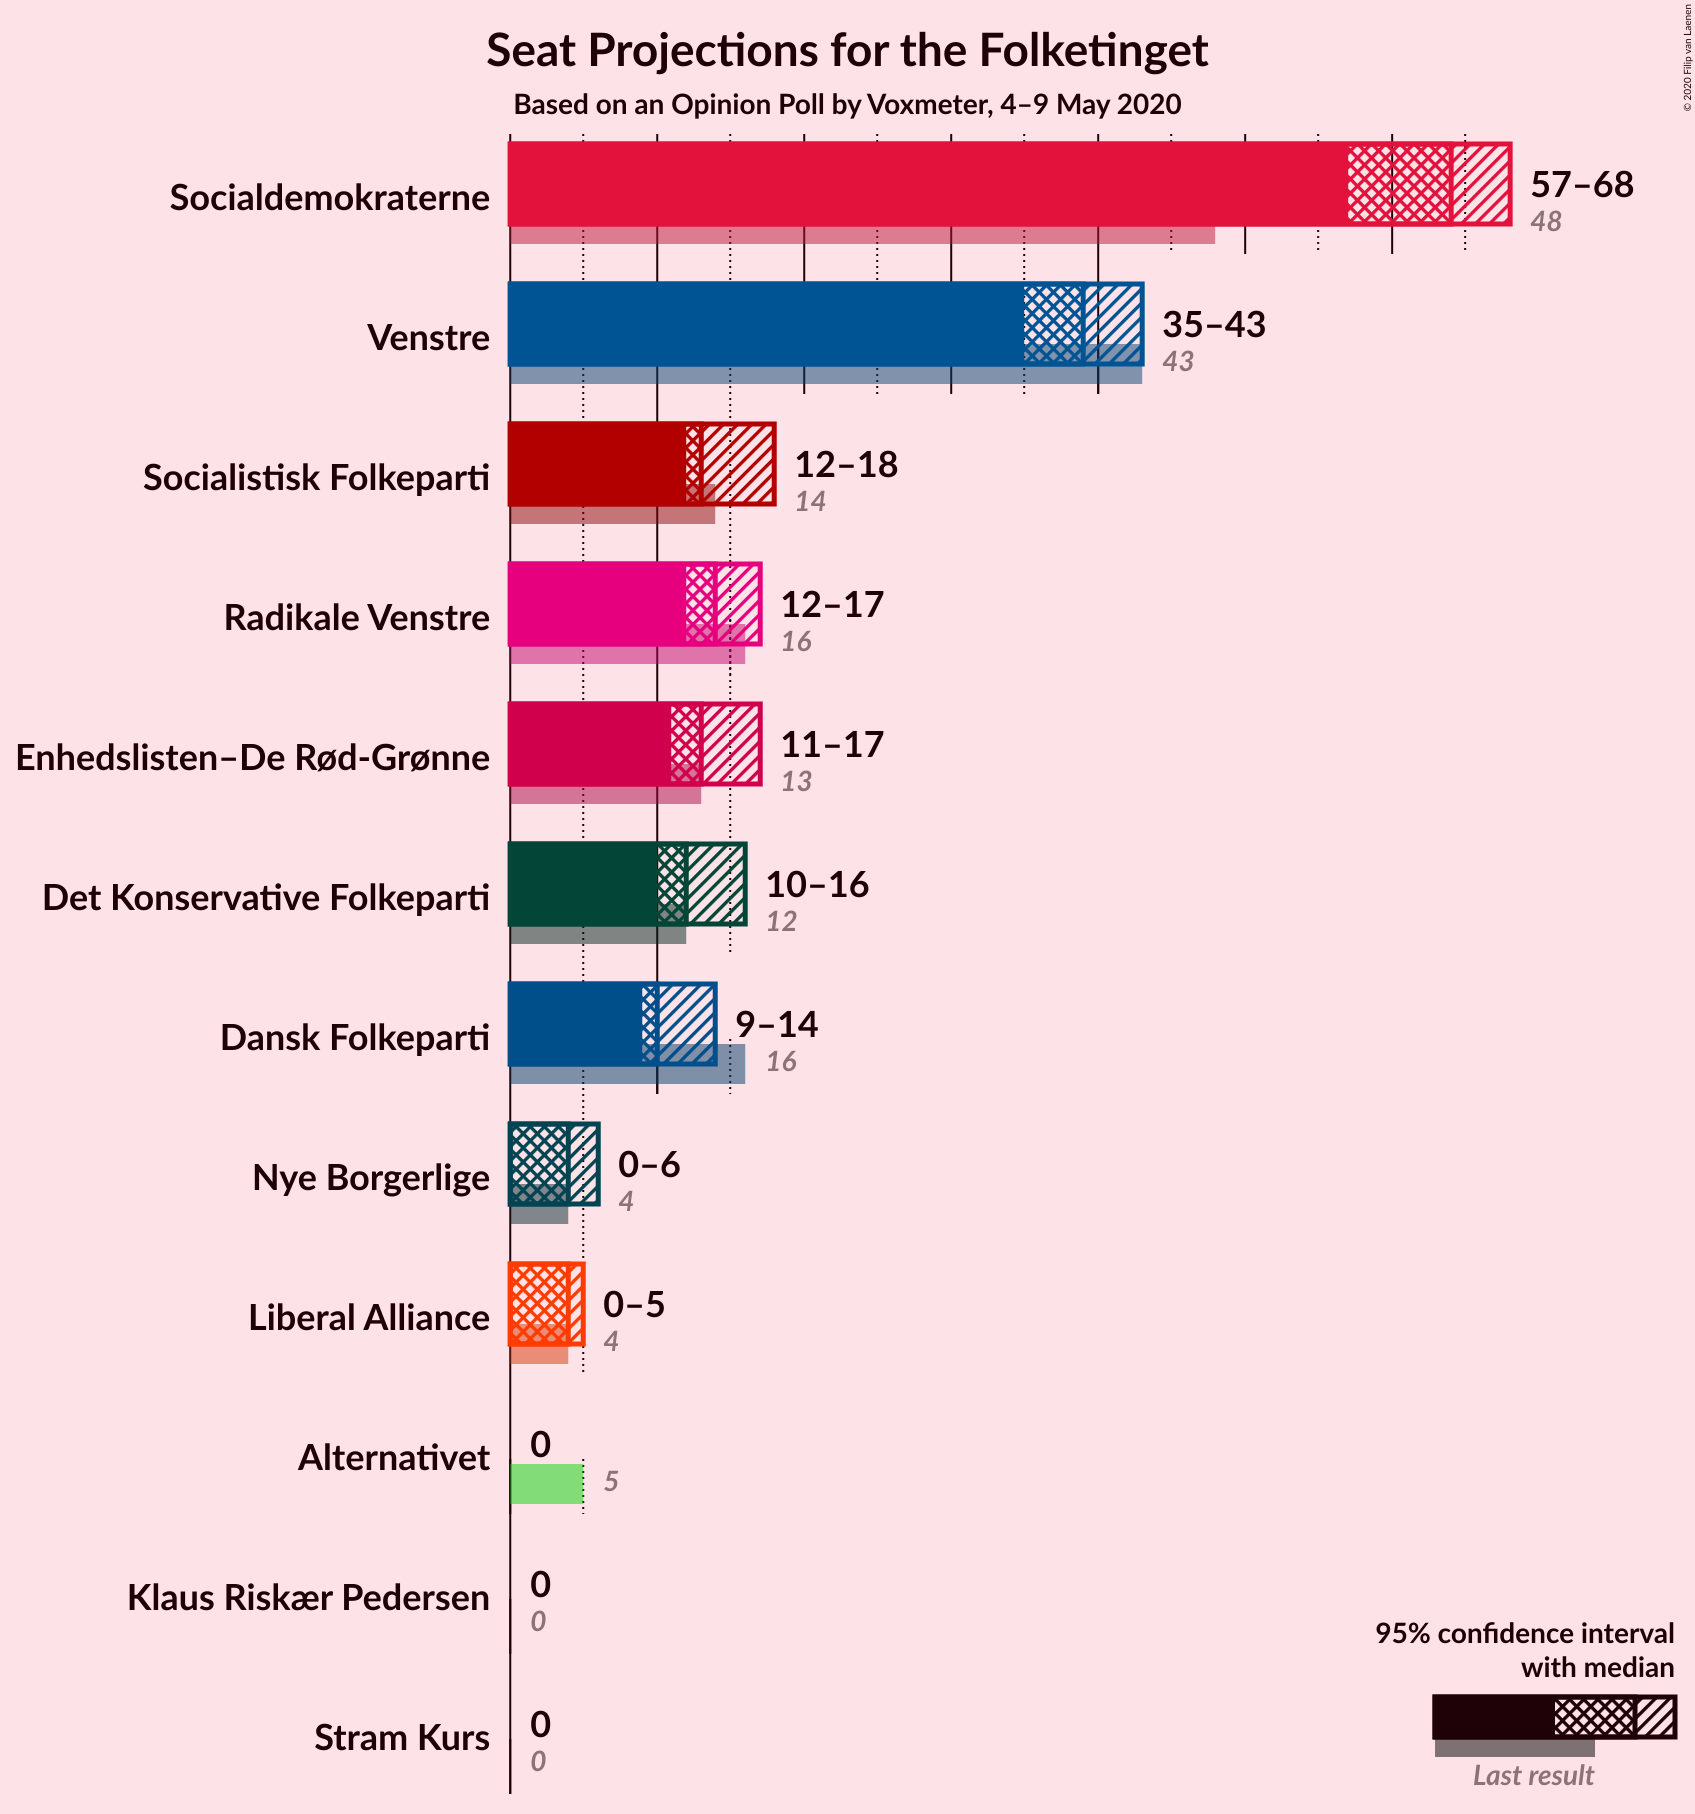 Seat Projections for the Folketinget
Based on an Opinion Poll by Voxmeter, 4–9 May 2020
© 2020 Filip van Laenen
Socialdemokraterne
57–68
48
Venstre
35–43
43
Socialistisk Folkeparti
12–18
14
Radikale Venstre
12–17
16
Enhedslisten–De Rød-Grønne
11–17
13
Det Konservative Folkeparti
10–16
12
Dansk Folkeparti
9–14
16
Nye Borgerlige
0–6
4
Liberal Alliance
0–5
4
Alternativet
0
5
Klaus Riskær Pedersen
0
0
Stram Kurs
0
0
95% confidence interval
with median
Last result